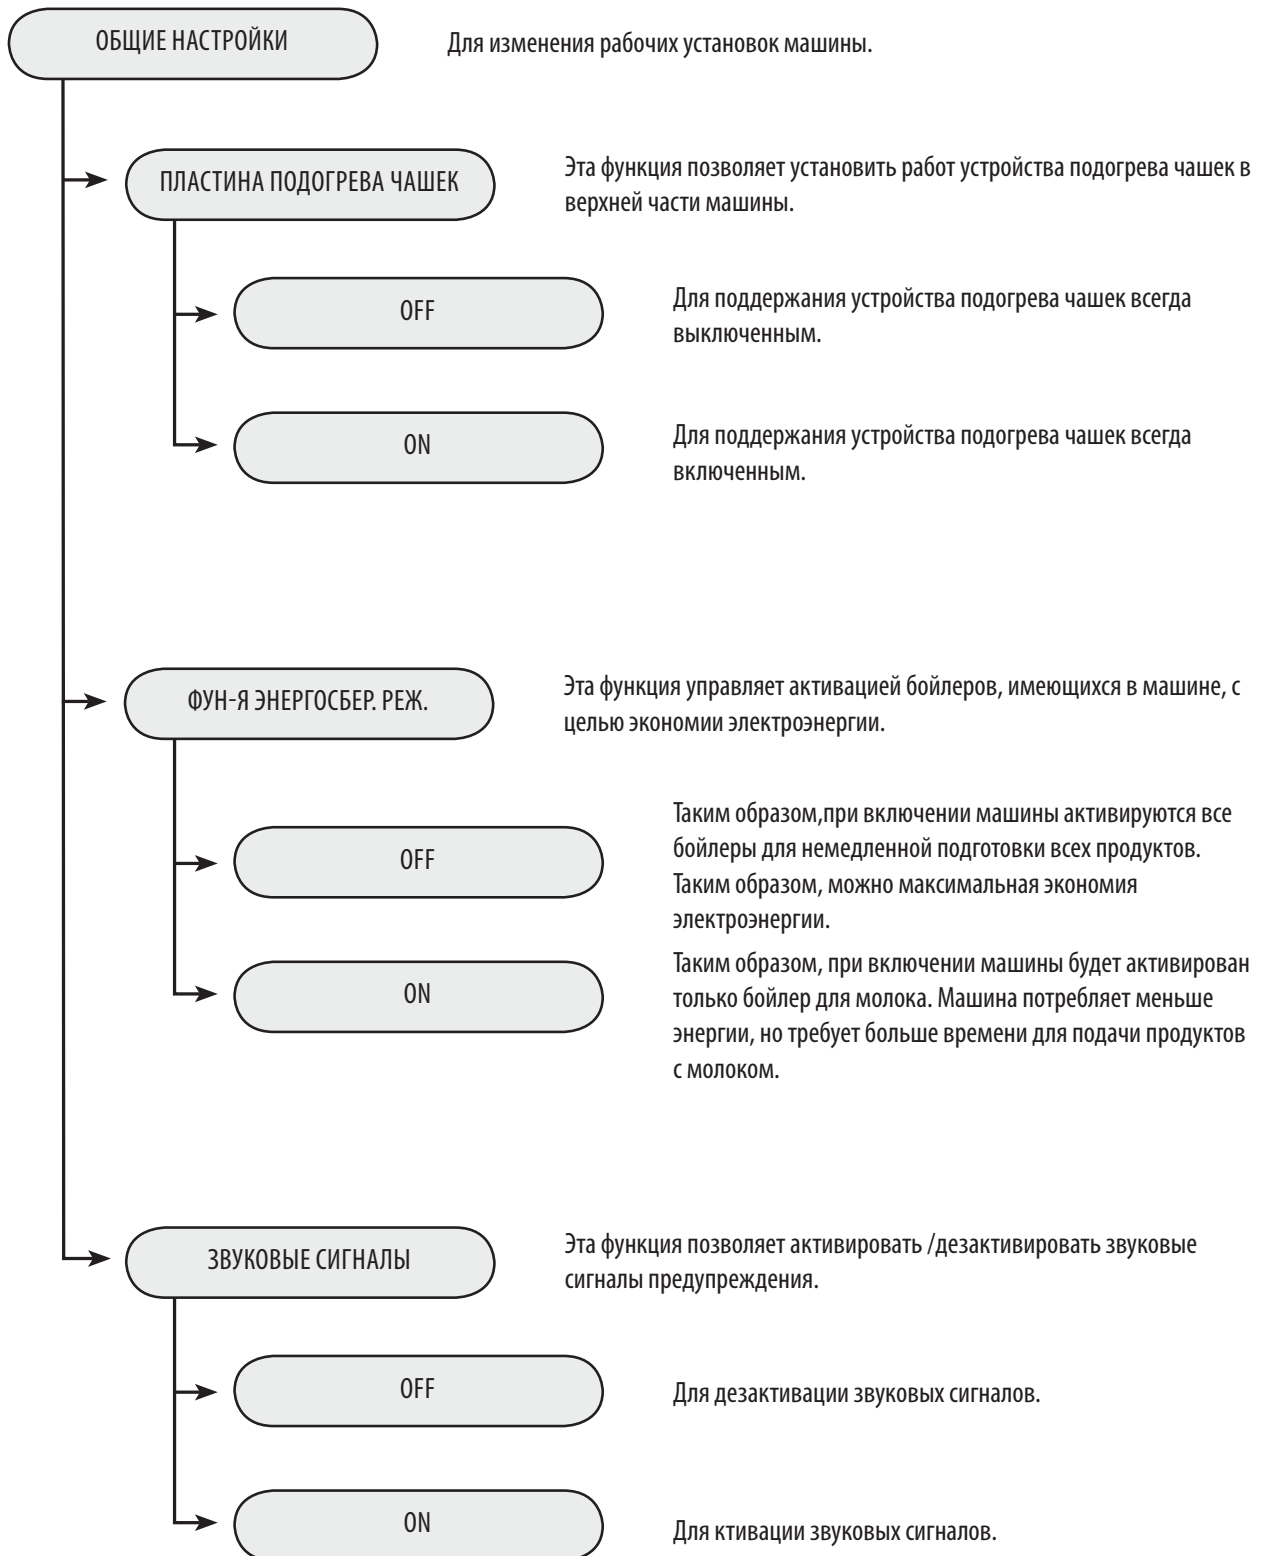 ОБЩИЕ НАСТРОЙКИ
Для изменения рабочих установок машины.
ПЛАСТИНА ПОДОГРЕВА ЧАШЕК
Эта функция позволяет установить работ устройства подогрева чашек в
верхней части машины.
OFF
Для поддержания устройства подогрева чашек всегда
выключенным.
ON
Для поддержания устройства подогрева чашек всегда
включенным.
ФУН-Я ЭНЕРГОСБЕР. РЕЖ.
Эта функция управляет активацией бойлеров, имеющихся в машине, с
целью экономии электроэнергии.
OFF
Таким образом,при включении машины активируются все
бойлеры для немедленной подготовки всех продуктов.
Таким образом, можно максимальная экономия
электроэнергии.
ON
Таким образом, при включении машины будет активирован
только бойлер для молока. Машина потребляет меньше
энергии, но требует больше времени для подачи продуктов
с молоком.
ЗВУКОВЫЕ СИГНАЛЫ
Эта функция позволяет активировать /дезактивировать звуковые
сигналы предупреждения.
OFF
Для дезактивации звуковых сигналов.
ON
Для ктивации звуковых сигналов.